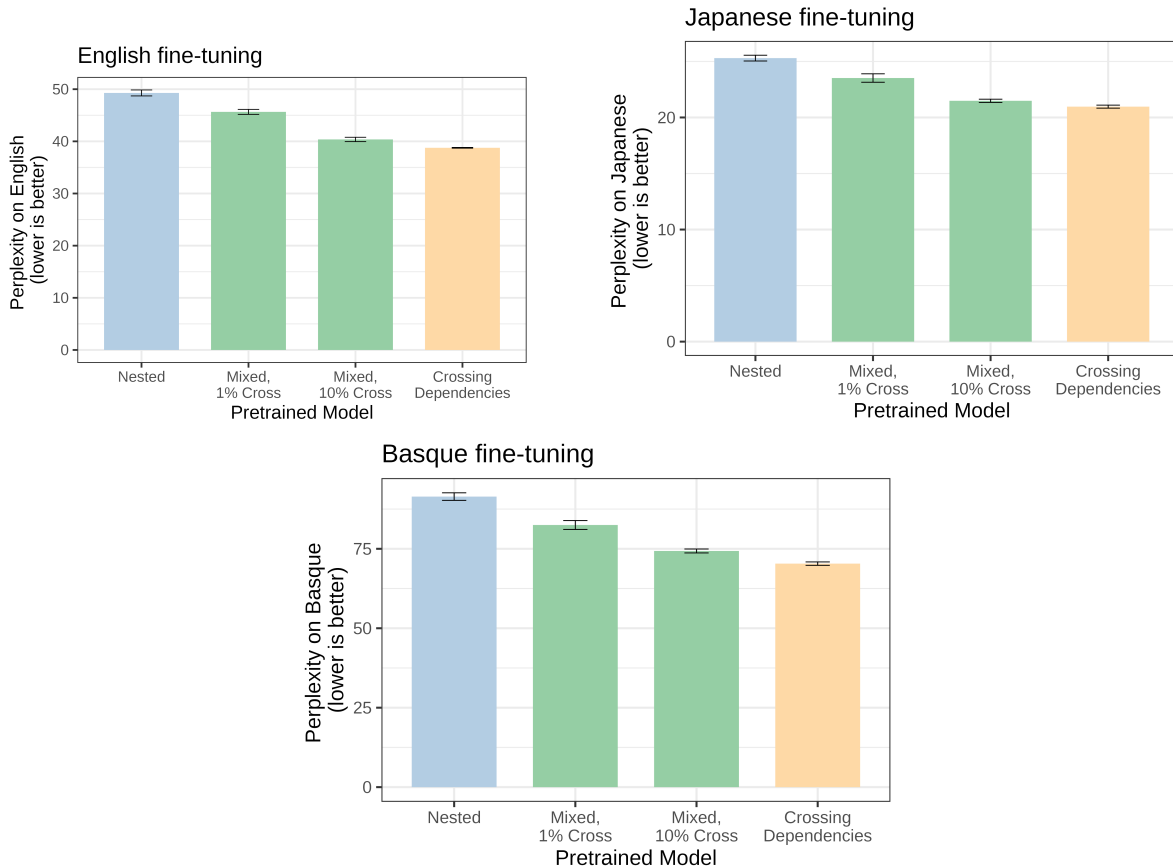 English fine-tuning
Perplexity on English
(lower is better)
50
40
30
20
10
0
Nested
Mixed,
1% Cross
Mixed,
10% Cross
Crossing
Dependencies
Pretrained Model
Japanese fine-tuning
Perplexity on Japanese
(lower is better)
20
10
0
Nested
Mixed,
1% Cross
Mixed,
10% Cross
Crossing
Dependencies
Pretrained Model
Basque fine-tuning
Perplexity on Basque
(lower is better)
75
50
25
0
Nested
Mixed,
1% Cross
Mixed,
10% Cross
Crossing
Dependencies
Pretrained Model